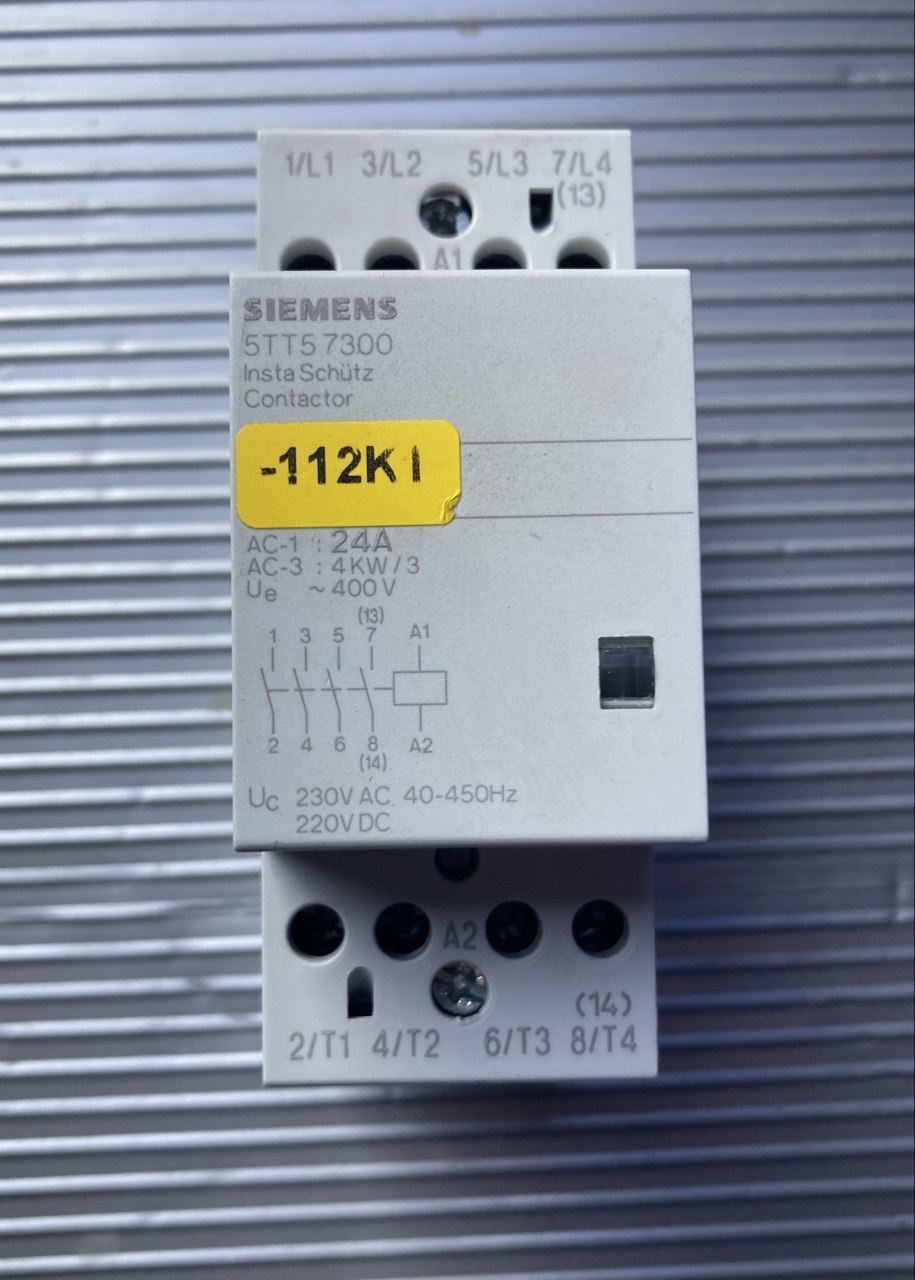 1/L1 3/L2 5/L3 7/L4
(13)
A1
SIEMENS
5TT5 7300
Insta Schütz
Contactor
-112K1
AC-1 : 24A
AC-3 : 4KW/3
Ue ~ 400V
(13)
1 3 5 7 A1
2 4 6 8 A2
(14)
Uc 230V AC 40-450Hz
220V DC
A2
(14)
2/T1 4/T2 6/T3 8/T4